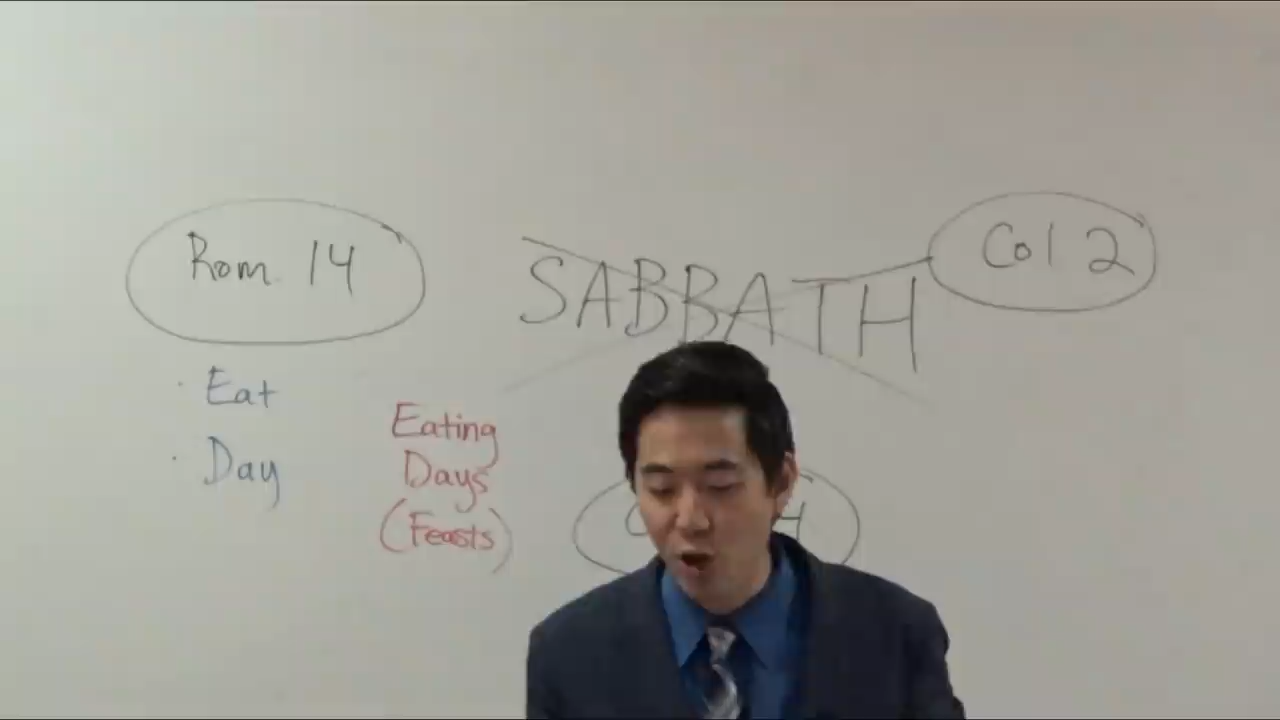 Rom. 14
SABBATH
Col 2
· Eat
· Day
Eating
Days
(Feasts)